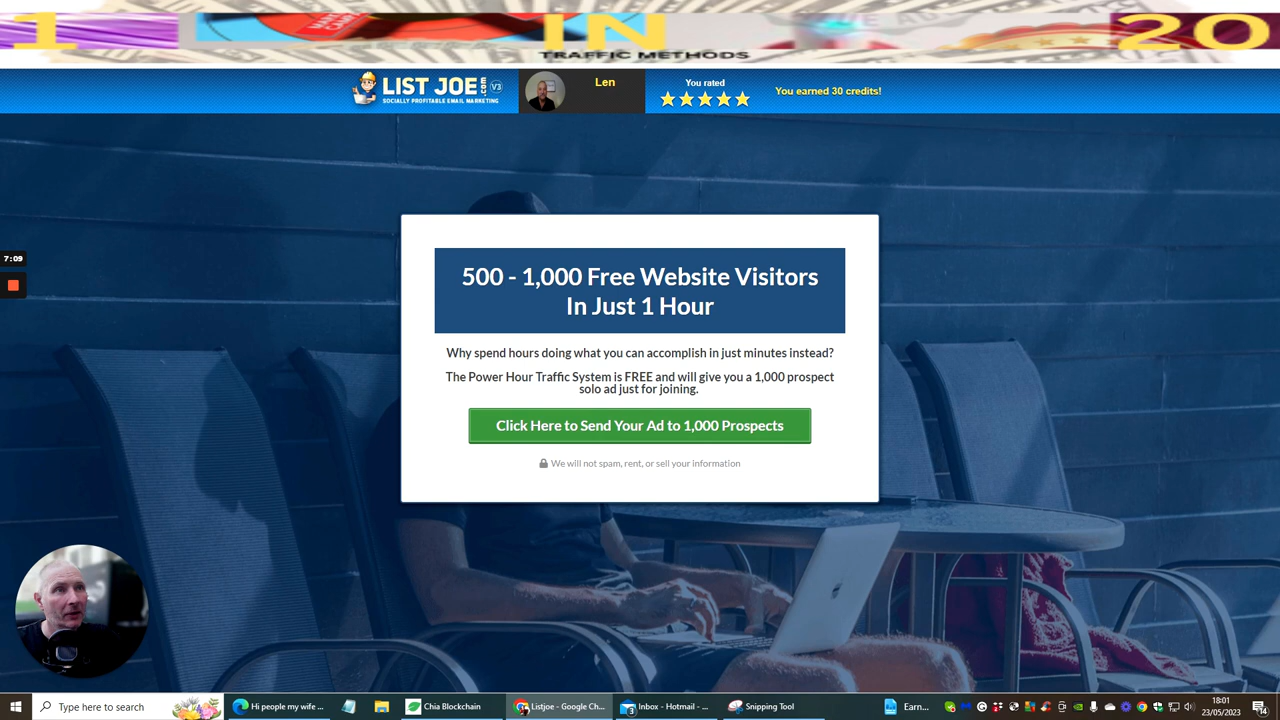 1 IN 20
TRAFFIC METHODS
LIST JOE .com V3
SOCIALLY PROFITABLE EMAIL MARKETING
Len
You rated
You earned 30 credits!
7:09
500 - 1,000 Free Website Visitors
In Just 1 Hour
Why spend hours doing what you can accomplish in just minutes instead?
The Power Hour Traffic System is FREE and will give you a 1,000 prospect
solo ad just for joining.
Click Here to Send Your Ad to 1,000 Prospects
We will not spam, rent, or sell your information
Type here to search
Hi people my wife ...
Chia Blockchain
Listjoe - Google Ch...
Inbox - Hotmail - ...
Snipping Tool
Earn...
18:01
23/05/2023